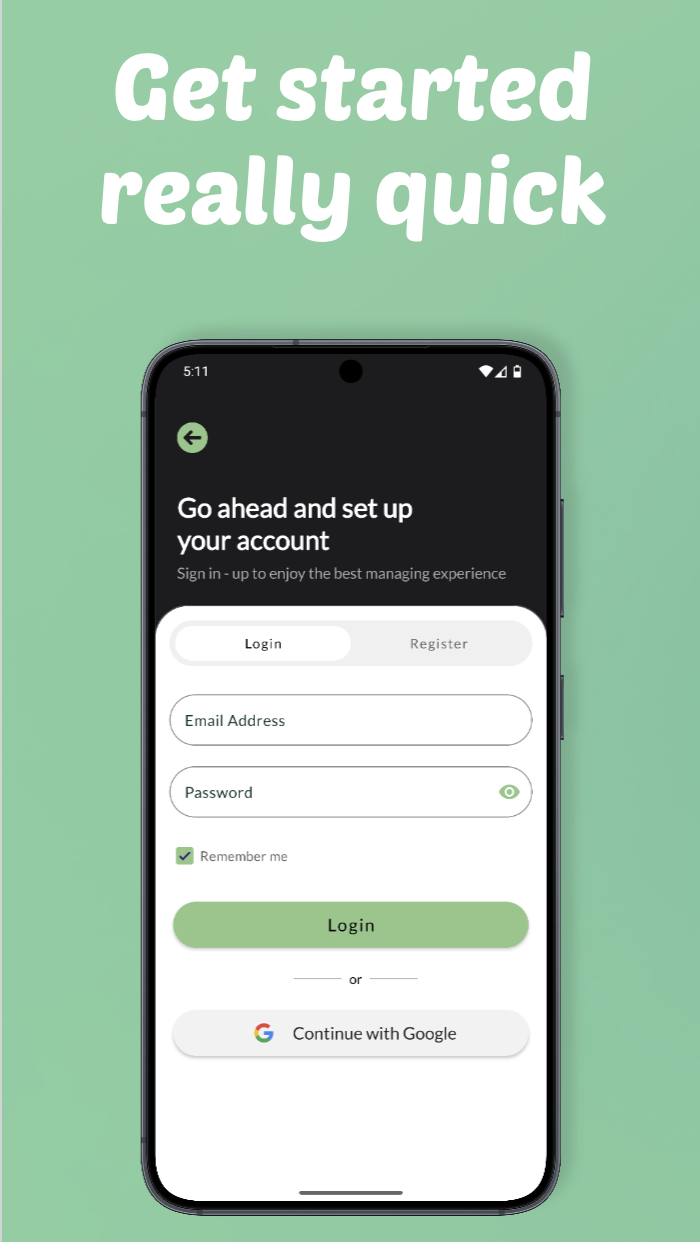 Get started
really quick
5:11
Go ahead and set up
your account
Sign in - up to enjoy the best managing experience
Login Register
Email Address
Password
Remember me
Login
or
Continue with Google